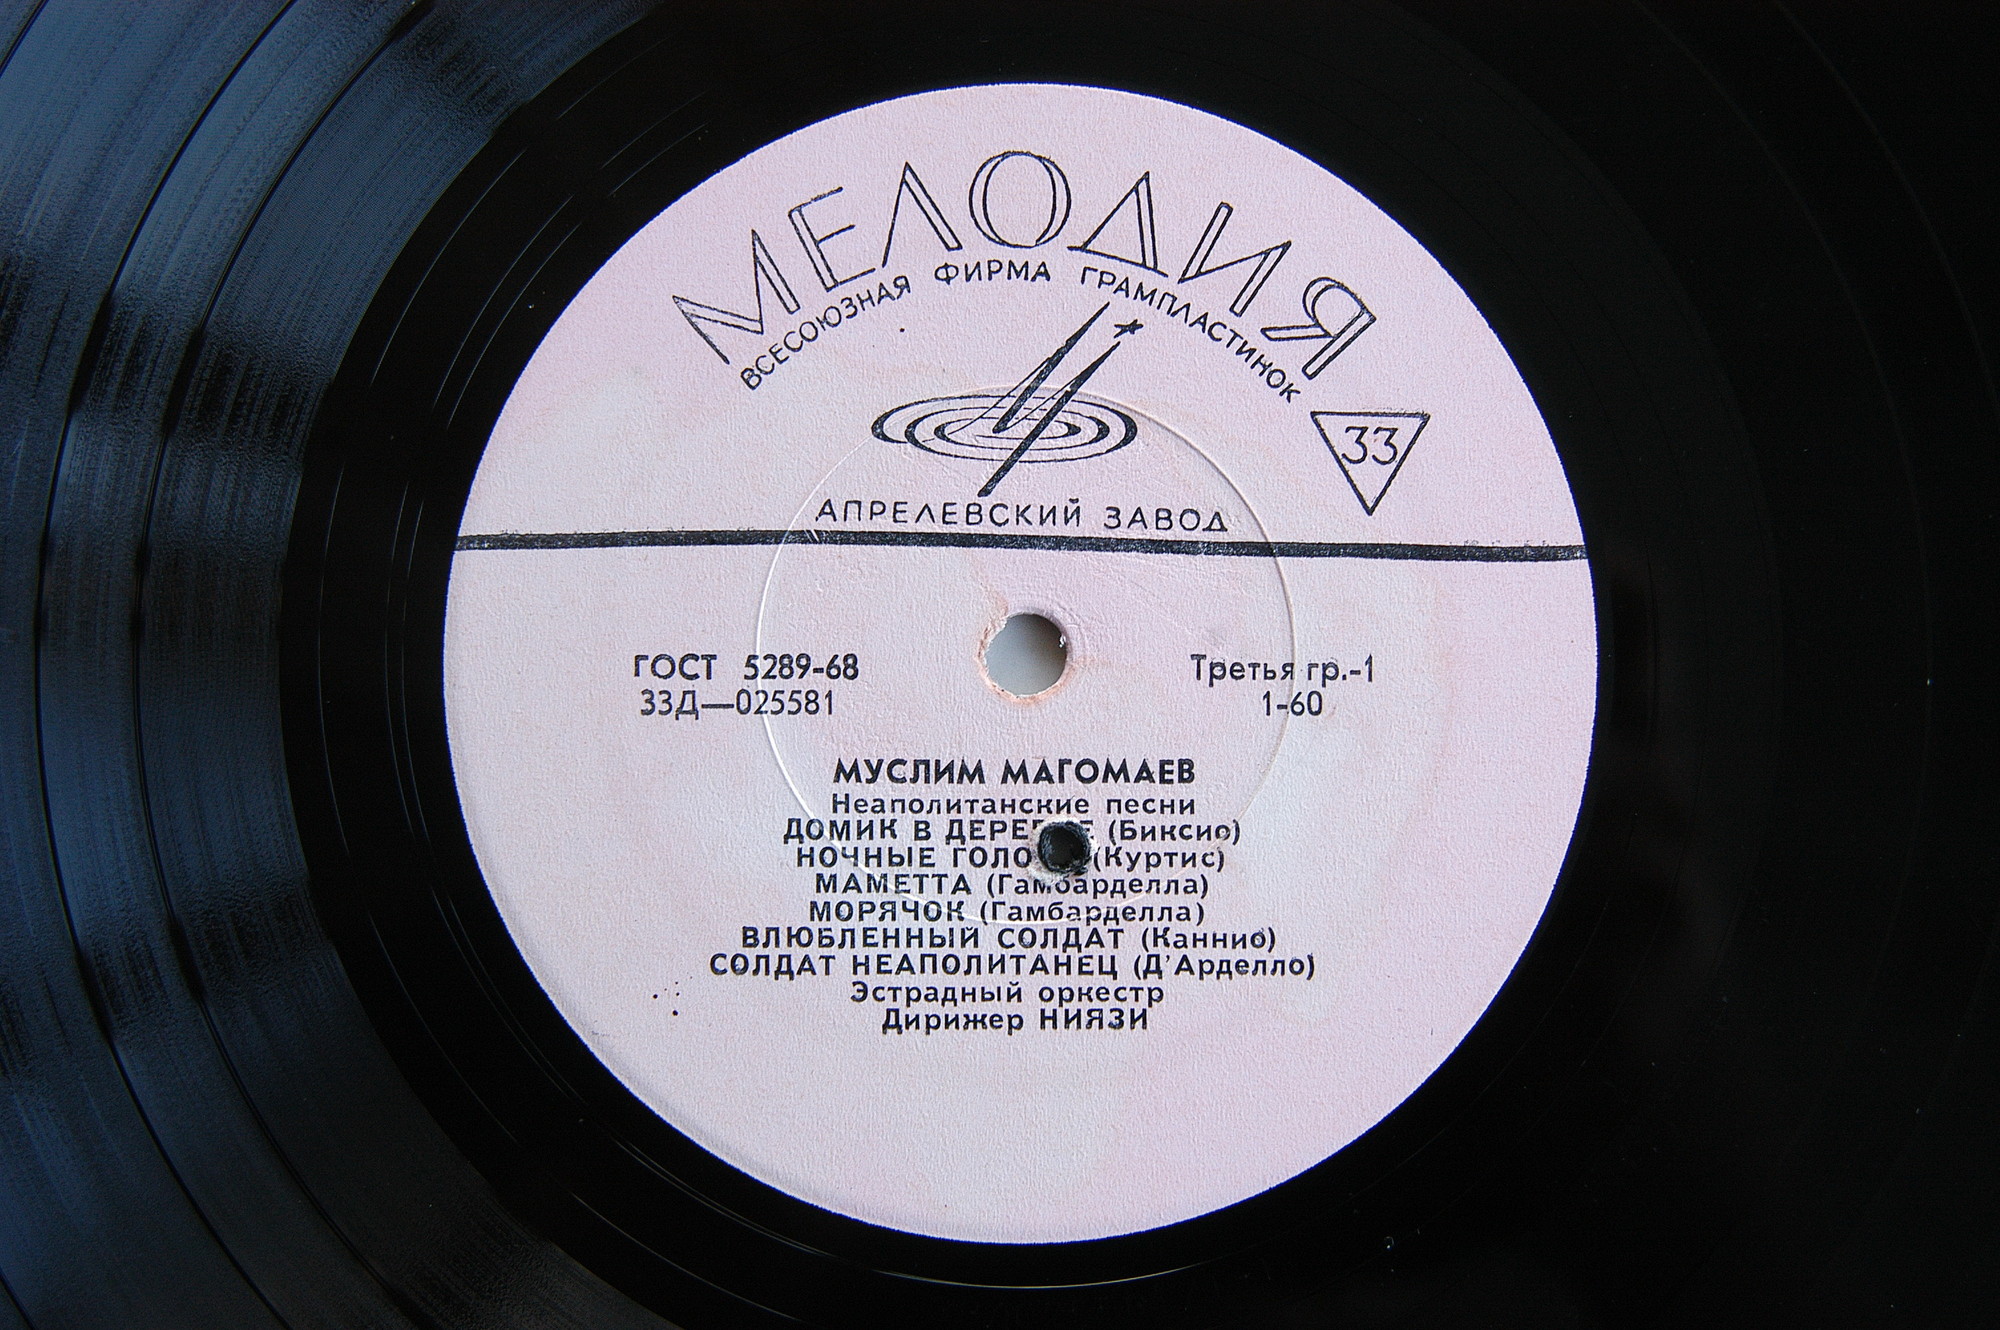 МЕЛОДИЯ
ВСЕСОЮЗНАЯ ФИРМА ГРАМПЛАСТИНОК
33
АПРЕЛЕВСКИЙ ЗАВОД
ГОСТ 5289-68
33Д—025581
Третья гр.-1
1-60
МУСЛИМ МАГОМАЕВ
Неаполитанские песни
ДОМИК В (Биксио)
НОЧНЫЕ (Куртис)
МАМЕТТА (Гамбарделла)
МОРЯЧОК (Гамбарделла)
ВЛЮБЛЕННЫЙ СОЛДАТ (Каннио)
СОЛДАТ НЕАПОЛИТАНЕЦ (Д'Арделло)
Эстрадный оркестр
Дирижер НИЯЗИ